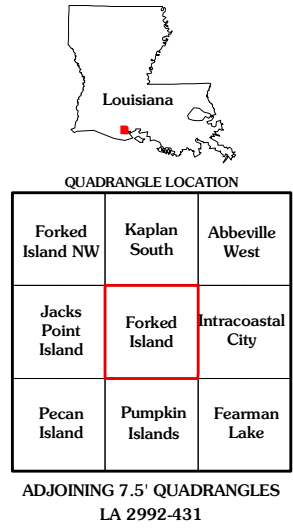 Louisiana
QUADRANGLE LOCATION
Forked
Island NW
Kaplan
South
Abbeville
West
Jacks
Point
Island
Forked
Island
Intracoastal
City
Pecan
Island
Pumpkin
Islands
Fearman
Lake
ADJOINING 7.5' QUADRANGLES
LA 2992-431